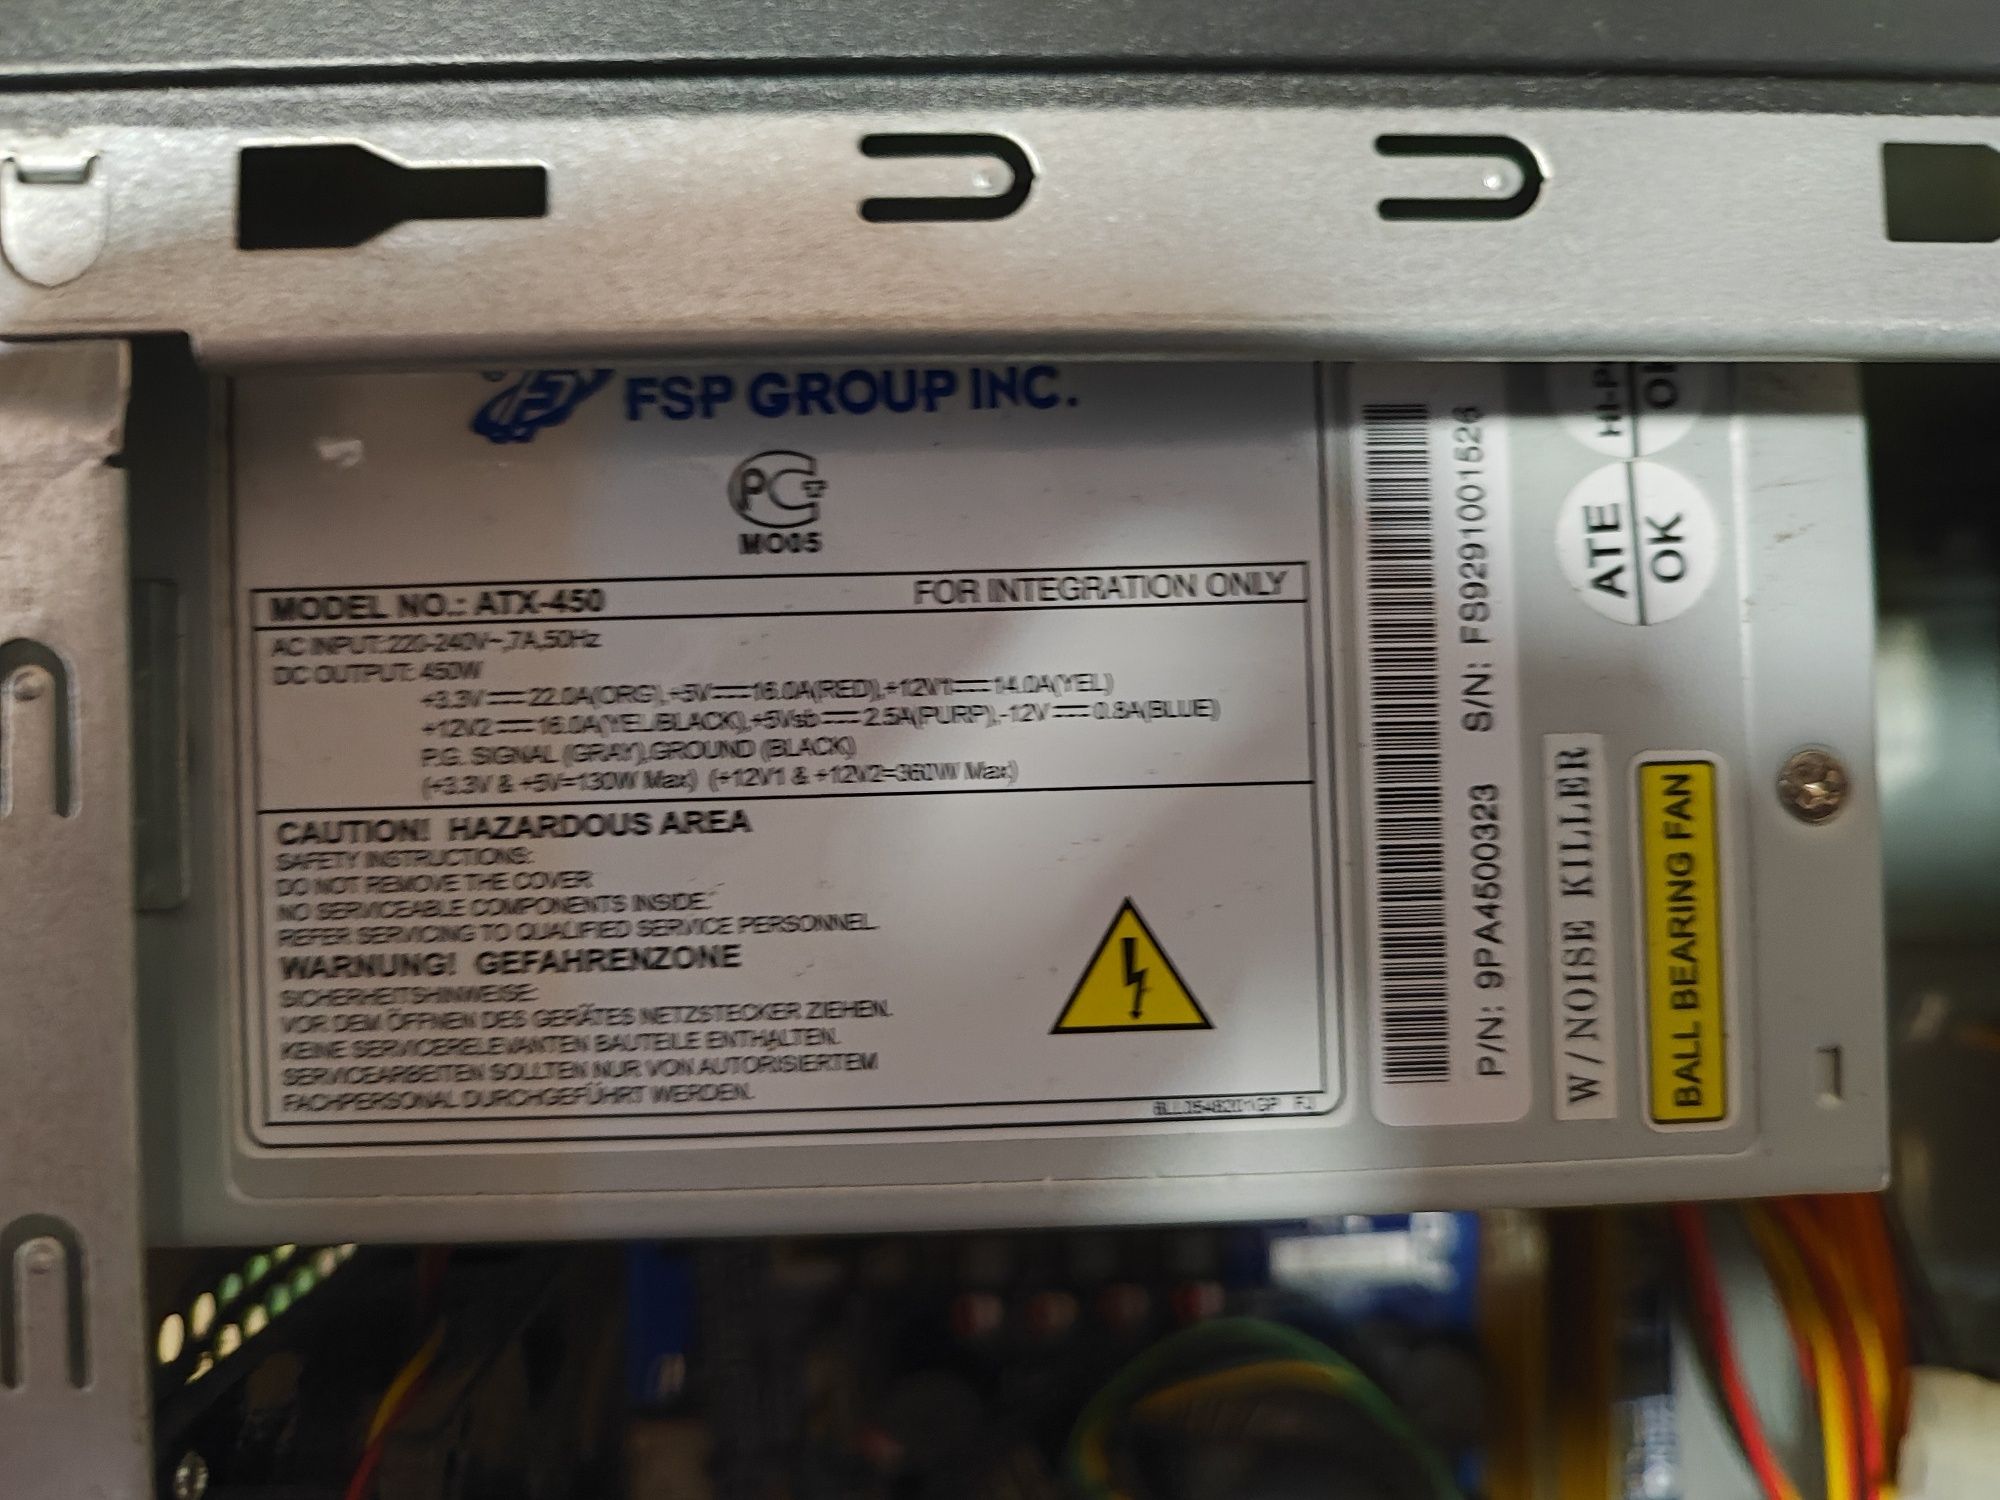 FSP GROUP INC.
MO05
MODEL NO.: ATX-450 FOR INTEGRATION ONLY
AC INPUT:220-240V~,7A,50Hz
DC OUTPUT: 450W
+3.3V⎓22.0A(ORG),+5V⎓16.0A(RED),+12V1⎓14.0A(YEL)
+12V2⎓16.0A(YEL/BLACK),+5Vsb⎓2.5A(PURP),-12V⎓0.8A(BLUE)
P.G. SIGNAL (GRAY),GROUND (BLACK)
(+3.3V & +5V=130W Max) (+12V1 & +12V2=360W Max)
CAUTION! HAZARDOUS AREA
SAFETY INSTRUCTIONS:
DO NOT REMOVE THE COVER
NO SERVICEABLE COMPONENTS INSIDE.
REFER SERVICING TO QUALIFIED SERVICE PERSONNEL
WARNUNG! GEFAHRENZONE
SICHERHEITSHINWEISE:
VOR DEM ÖFFNEN DES GERÄTES NETZSTECKER ZIEHEN.
KEINE SERVICERELEVANTEN BAUTEILE ENTHALTEN.
SERVICEARBEITEN SOLLTEN NUR VON AUTORISIERTEM
FACHPERSONAL DURCHGEFÜHRT WERDEN.
P/N: 9PA4500323 S/N: FS9291001526
W/NOISE KILLER
BALL BEARING FAN
ATE
OK